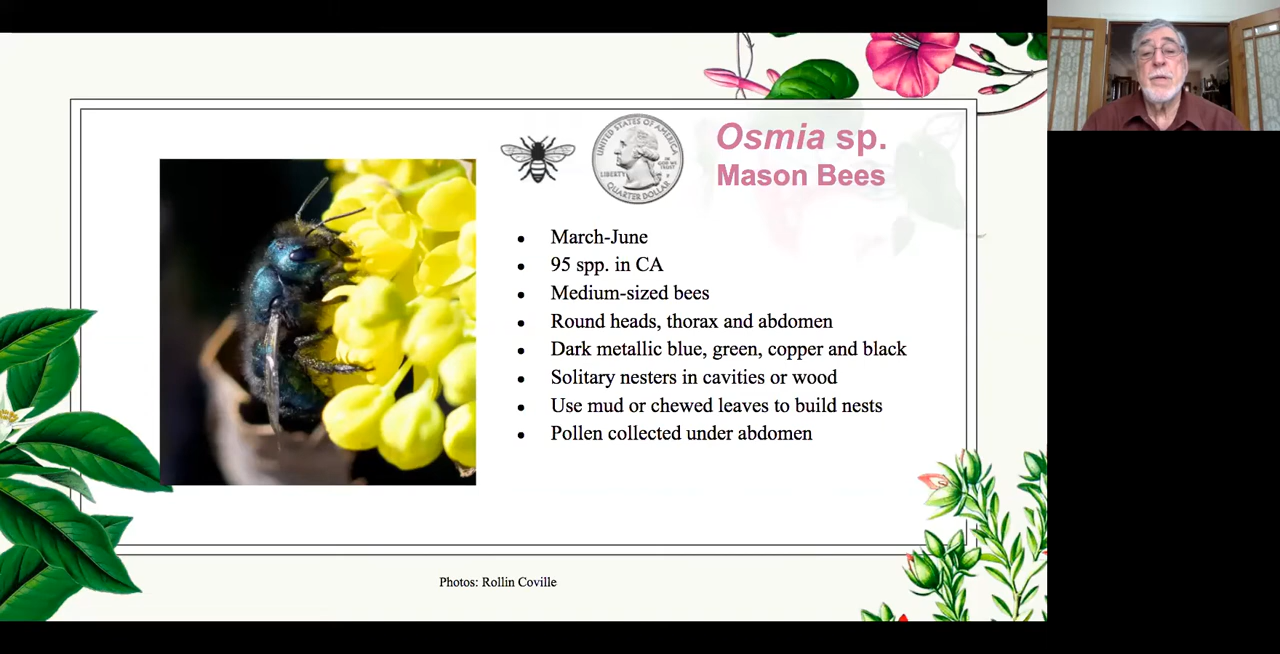 UNITED STATES OF AMERICA
LIBERTY
IN GOD WE TRUST
P
QUARTER DOLLAR
Osmia sp.
Mason Bees
• March-June
• 95 spp. in CA
• Medium-sized bees
• Round heads, thorax and abdomen
• Dark metallic blue, green, copper and black
• Solitary nesters in cavities or wood
• Use mud or chewed leaves to build nests
• Pollen collected under abdomen
Photos: Rollin Coville